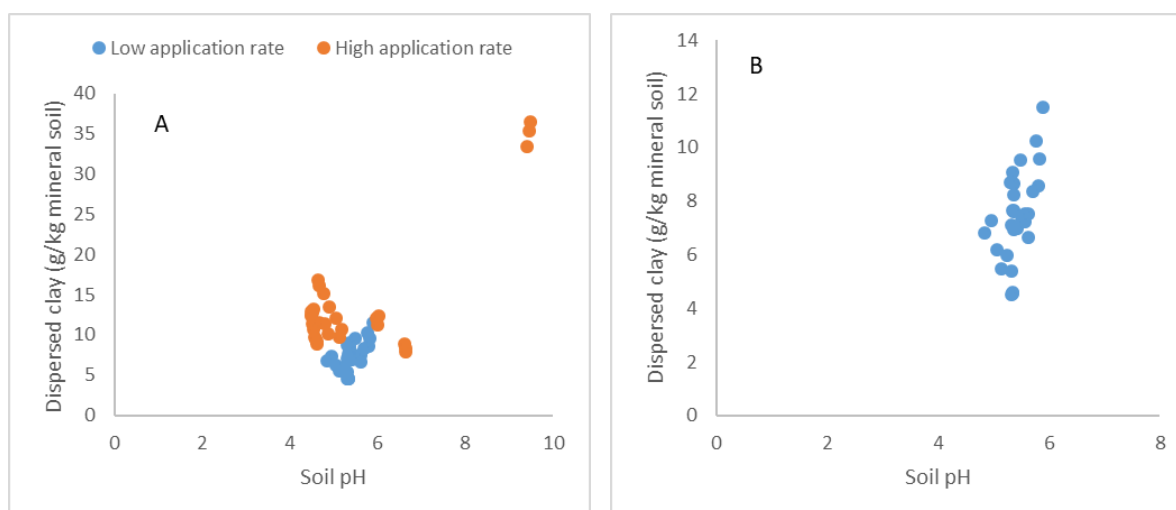 Low application rate High application rate
A
Dispersed clay (g/kg mineral soil)
40
35
30
25
20
15
10
5
0
0 2 4 6 8 10
Soil pH
B
Dispersed clay (g/kg mineral soil)
14
12
10
8
6
4
2
0
0 2 4 6 8
Soil pH